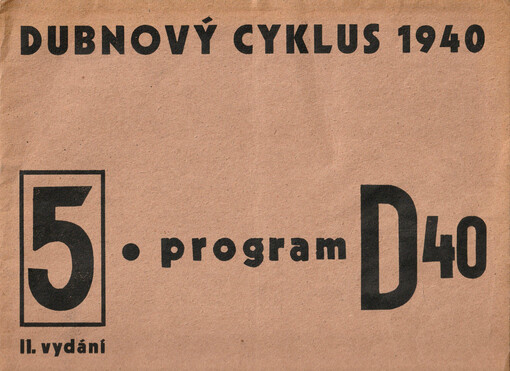 DUBNOVÝ CYKLUS 1940
5 • program D40
II. vydání